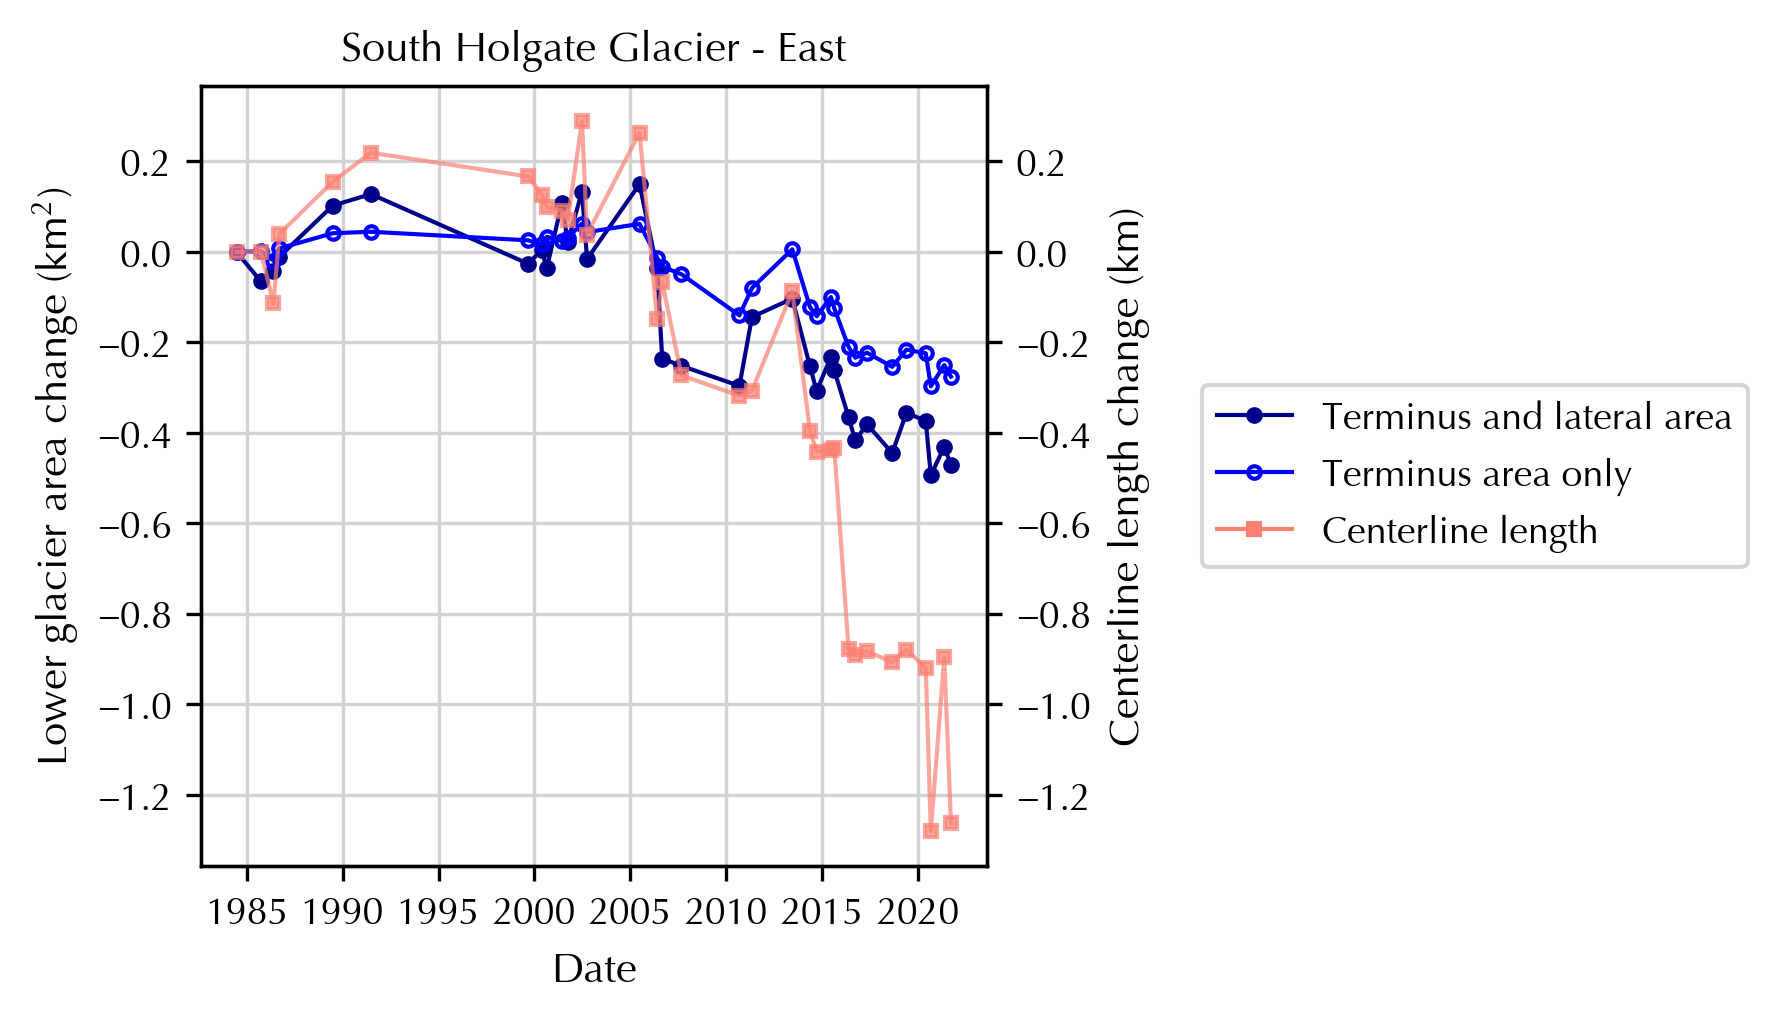 South Holgate Glacier - East
Lower glacier area change (km²)
0.2
0.0
−0.2
−0.4
−0.6
−0.8
−1.0
−1.2
0.2
0.0
−0.2
−0.4
−0.6
−0.8
−1.0
−1.2
Centerline length change (km)
1985 1990 1995 2000 2005 2010 2015 2020
Date
Terminus and lateral area
Terminus area only
Centerline length